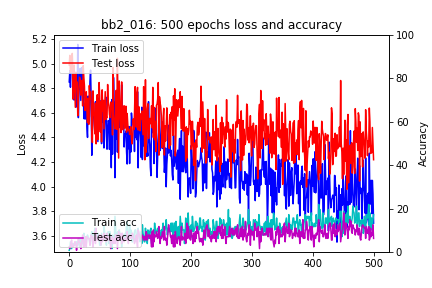 bb2_016: 500 epochs loss and accuracy
5.2
5.0
4.8
4.6
4.4
4.2
4.0
3.8
3.6
Loss
Train loss
Test loss
Train acc
Test acc
100
80
60
40
20
0
Accuracy
0 100 200 300 400 500